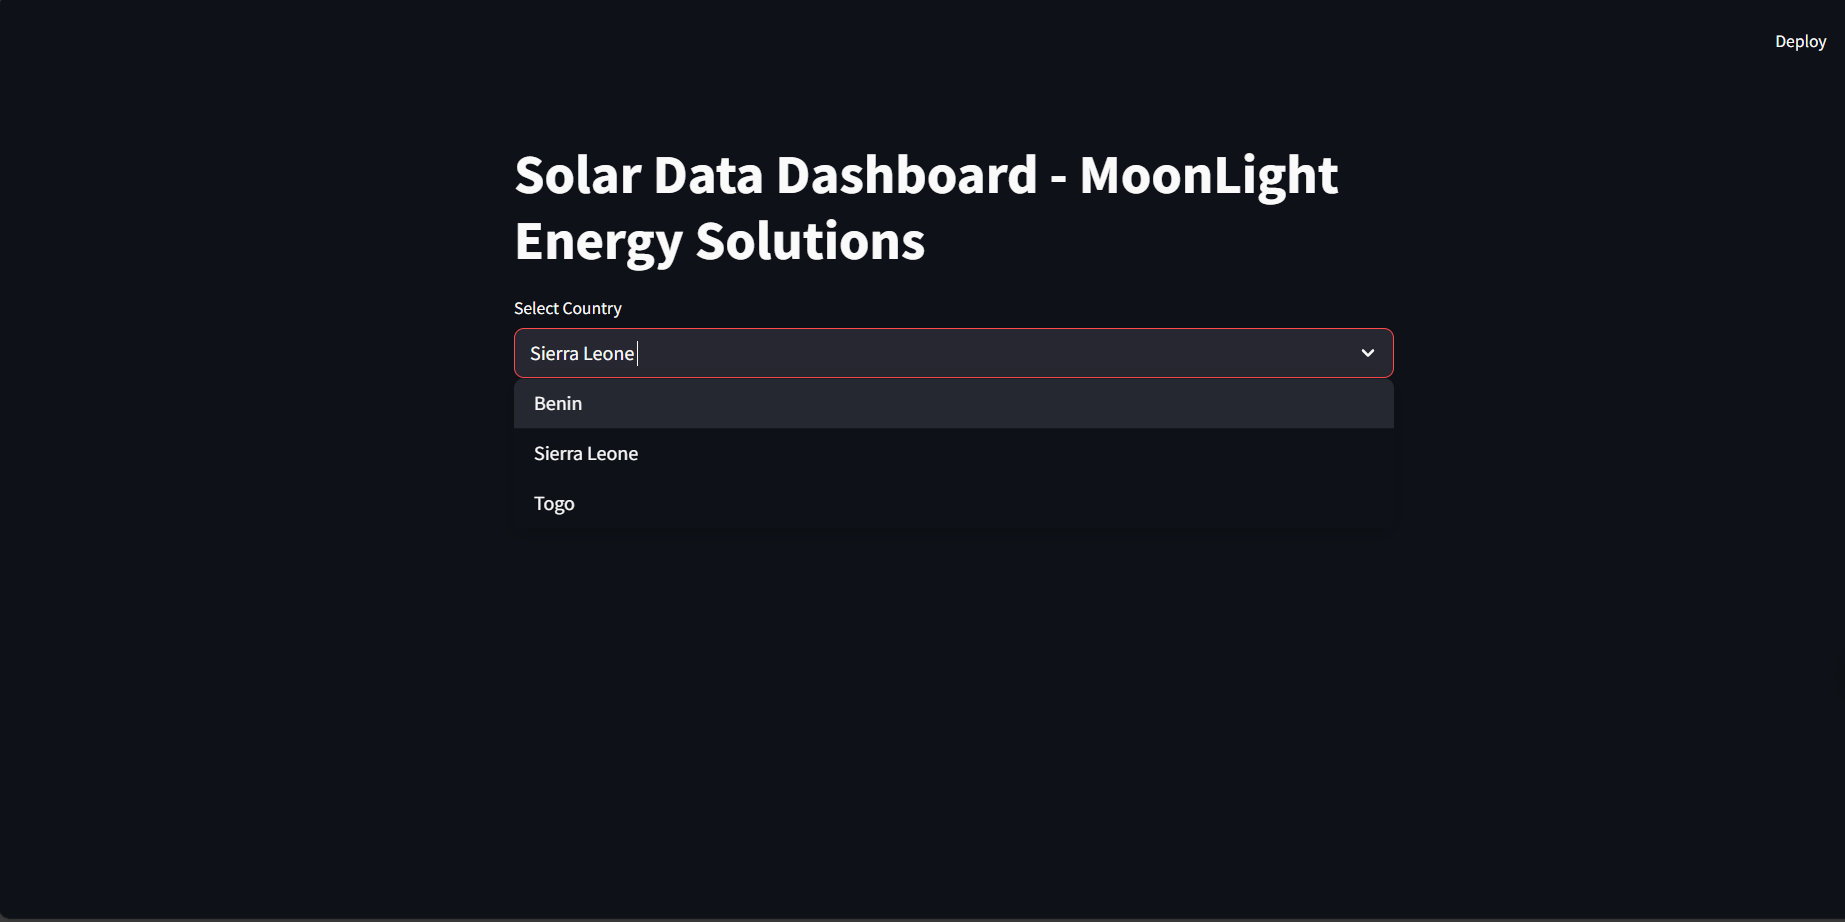 Deploy
Solar Data Dashboard - MoonLight
Energy Solutions
Select Country
Sierra Leone
Benin
Sierra Leone
Togo